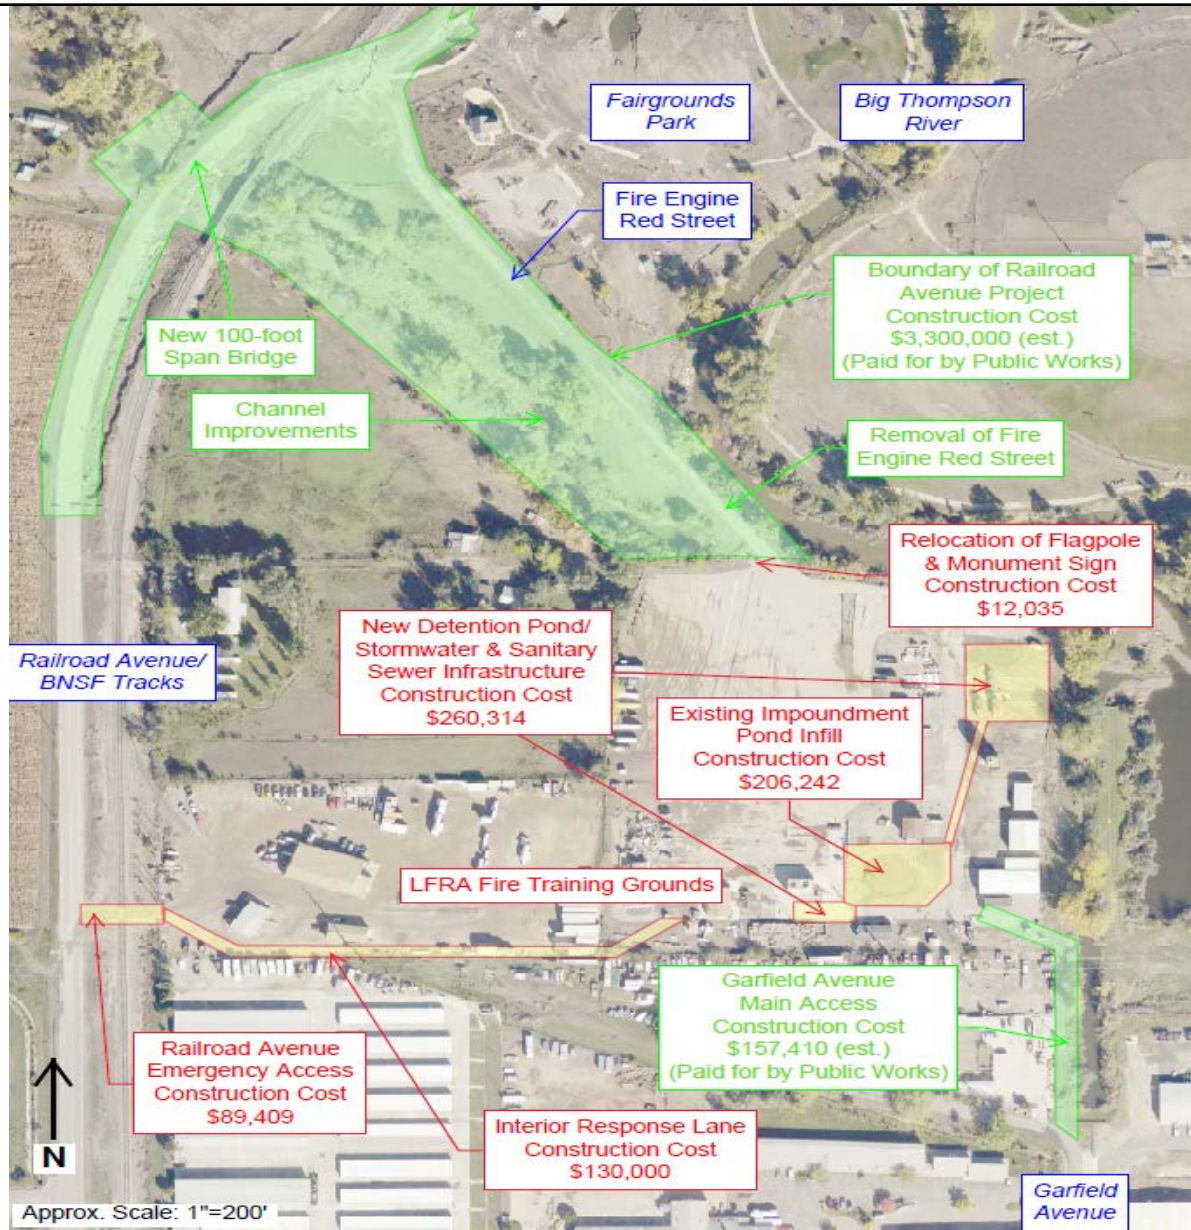 Fairgrounds
Park
Big Thompson
River
Fire Engine
Red Street
Boundary of Railroad
Avenue Project
Construction Cost
$3,300,000 (est.)
(Paid for by Public Works)
New 100-foot
Span Bridge
Channel
Improvements
Removal of Fire
Engine Red Street
Relocation of Flagpole
& Monument Sign
Construction Cost
$12,035
New Detention Pond/
Stormwater & Sanitary
Sewer Infrastructure
Construction Cost
$260,314
Railroad Avenue/
BNSF Tracks
Existing Impoundment
Pond Infill
Construction Cost
$206,242
LFRA Fire Training Grounds
Garfield Avenue
Main Access
Construction Cost
$157,410 (est.)
(Paid for by Public Works)
Railroad Avenue
Emergency Access
Construction Cost
$89,409
Interior Response Lane
Construction Cost
$130,000
N
Garfield
Avenue
Approx. Scale: 1"=200'